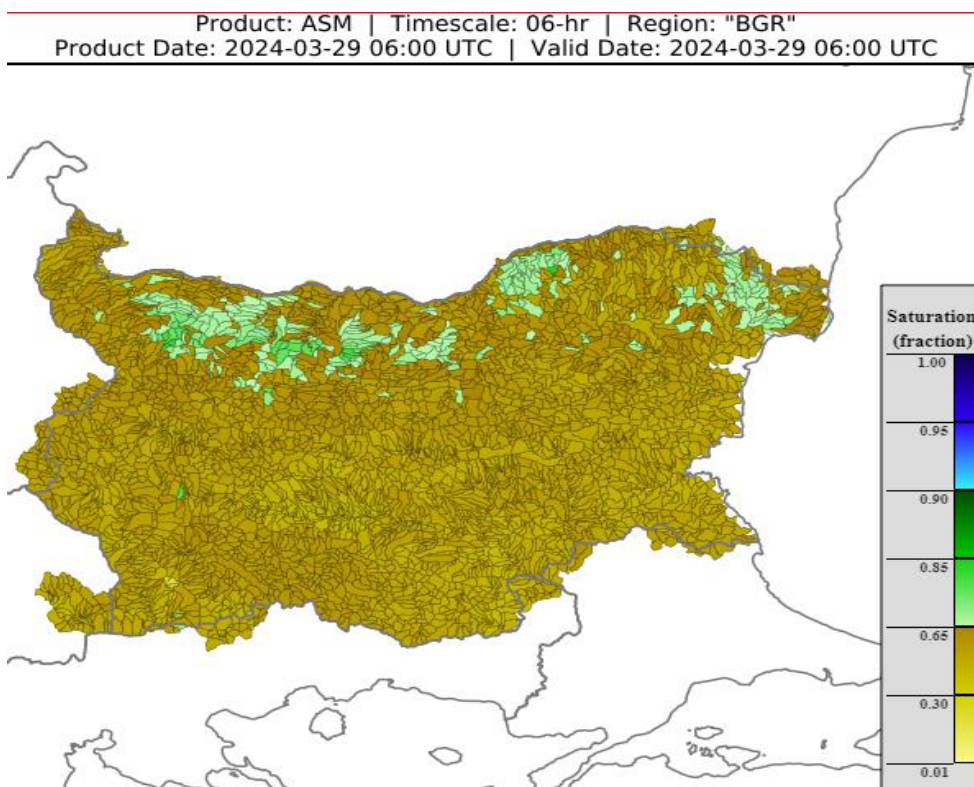 Product: ASM | Timescale: 06-hr | Region: "BGR"
Product Date: 2024-03-29 06:00 UTC | Valid Date: 2024-03-29 06:00 UTC
Saturation
(fraction)
1.00
0.95
0.90
0.85
0.65
0.30
0.01